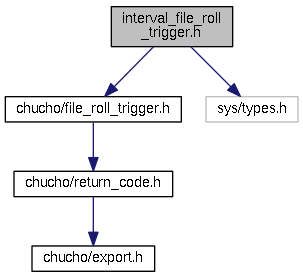 interval_file_roll
_trigger.h
chucho/file_roll_trigger.h
sys/types.h
chucho/return_code.h
chucho/export.h